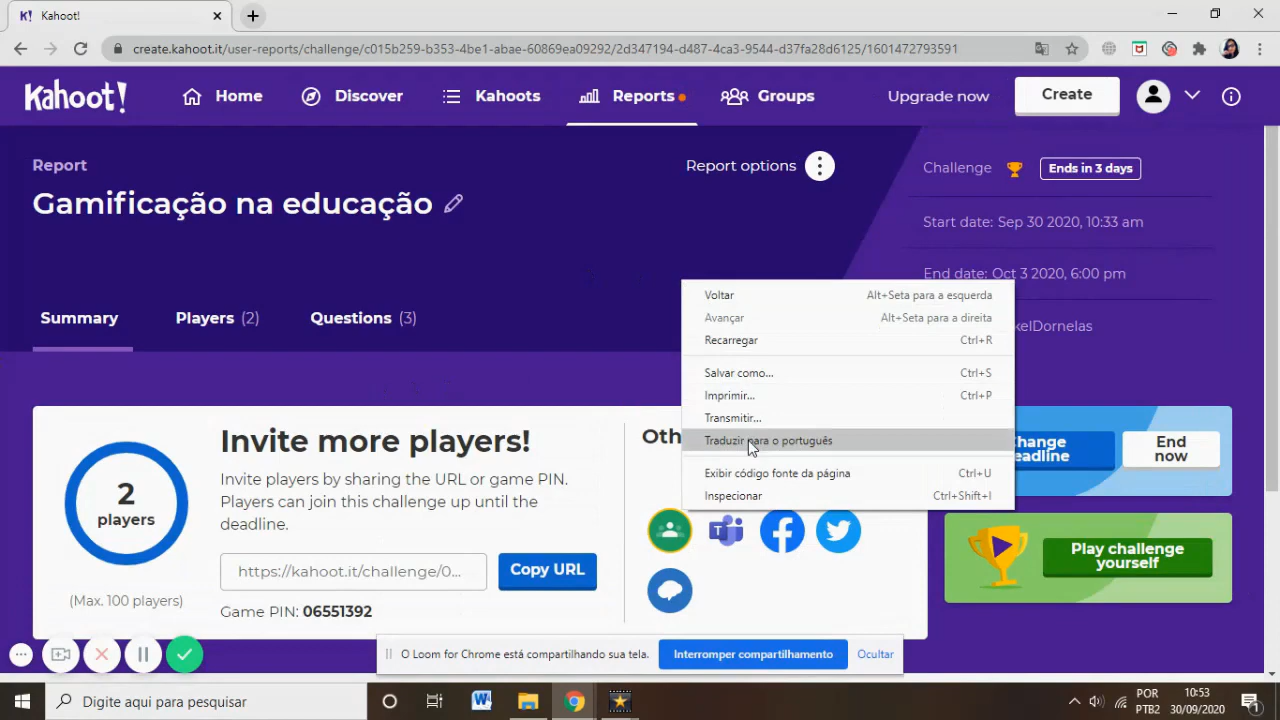 Kahoot!
create.kahoot.it/user-reports/challenge/c015b259-b353-4be1-abae-60869ea09292/2d347194-d487-4ca3-9544-d37fa28d6125/1601472793591
Kahoot! Home Discover Kahoots Reports Groups Upgrade now Create
Report
Report options
Challenge Ends in 3 days
Gamificação na educação
Start date: Sep 30 2020, 10:33 am
End date: Oct 3 2020, 6:00 pm
Summary Players (2) Questions (3)
kelDornelas
Voltar Alt+Seta para a esquerda
Avançar Alt+Seta para a direita
Recarregar Ctrl+R
Salvar como... Ctrl+S
Imprimir... Ctrl+P
Transmitir...
Traduzir para o português
Exibir código fonte da página Ctrl+U
Inspecionar Ctrl+Shift+I
2
players
(Max. 100 players)
Invite more players!
Invite players by sharing the URL or game PIN.
Players can join this challenge up until the
deadline.
https://kahoot.it/challenge/0... Copy URL
Game PIN: 06551392
Oth
hange
eadline
End
now
Play challenge
yourself
O Loom for Chrome está compartilhando sua tela. Interromper compartilhamento Ocultar
Digite aqui para pesquisar
POR
PTB2
10:53
30/09/2020
1